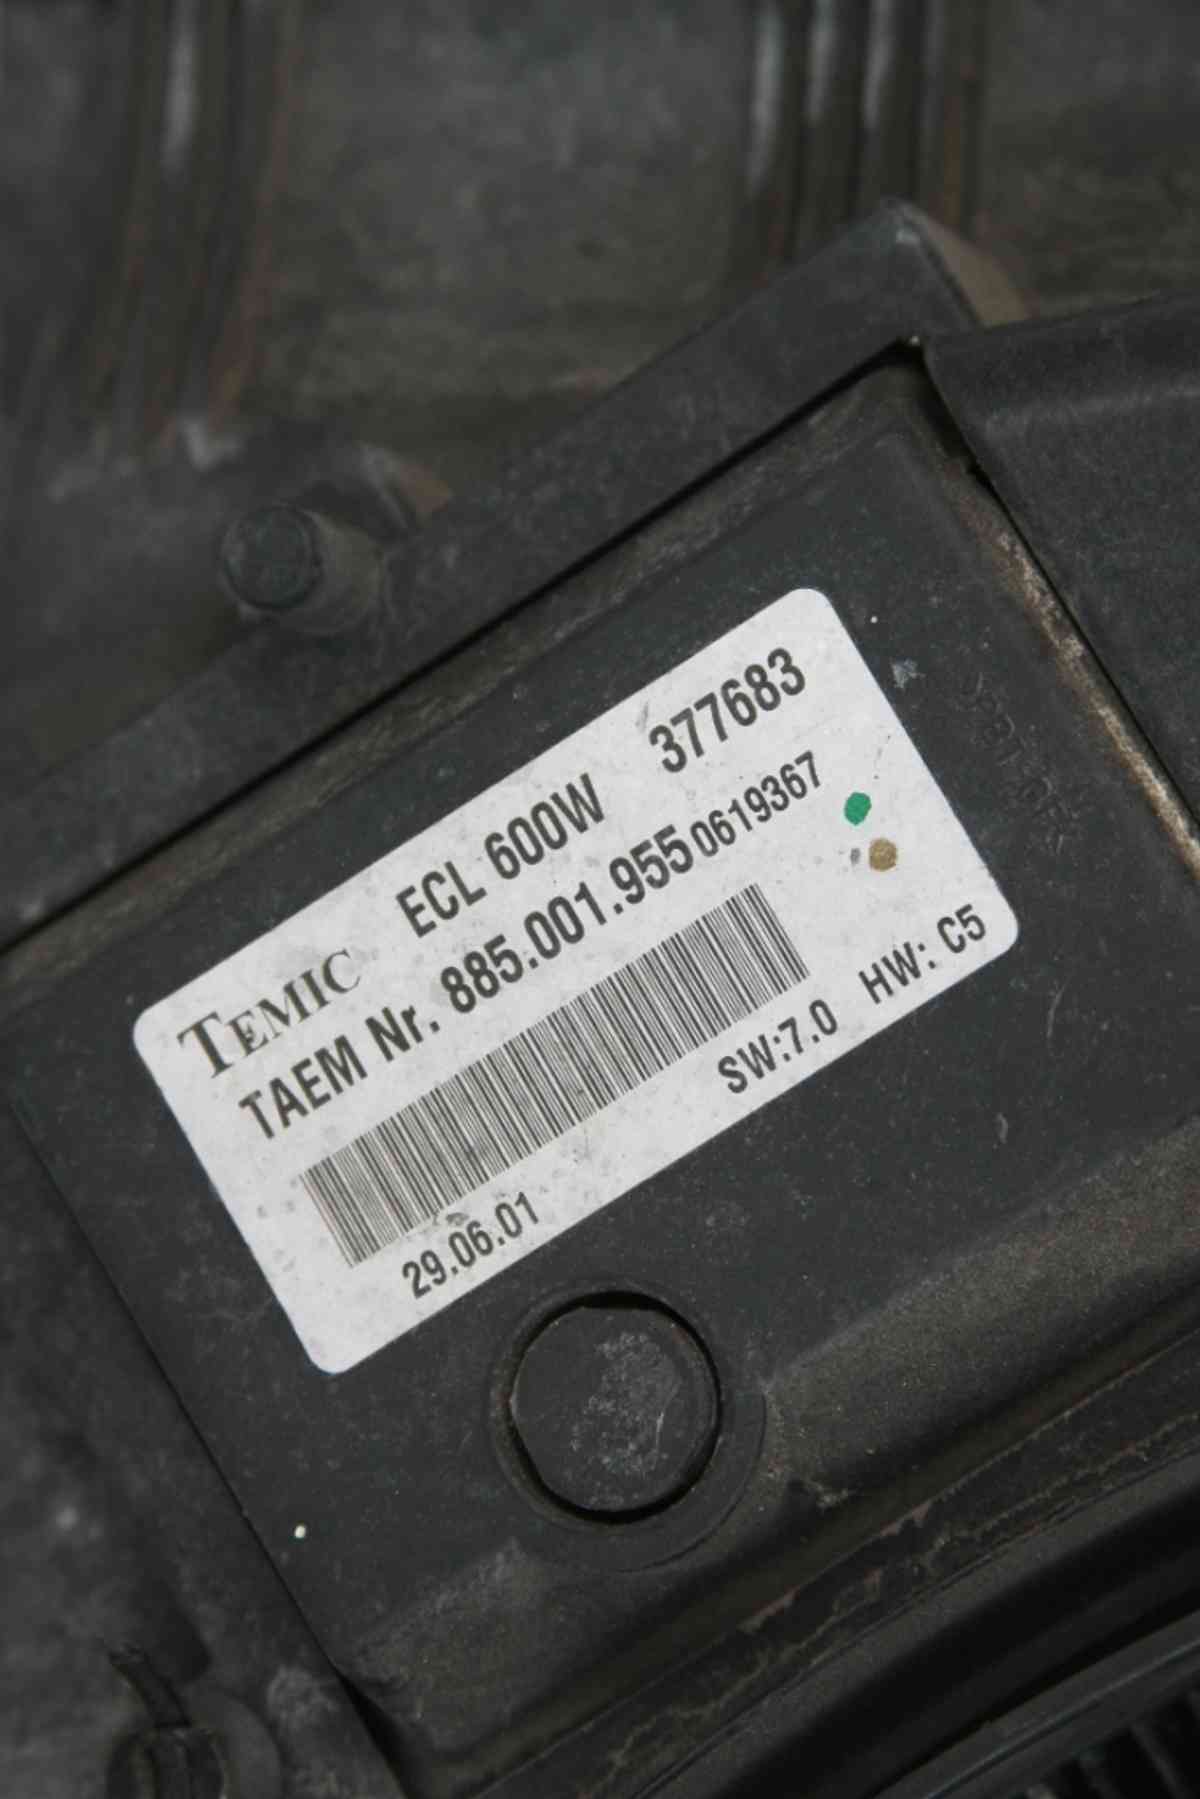 TEMIC ECL 600W 377683
TAEM Nr. 885.001.955 0619367
SW:7.0 HW: C5
29.06.01